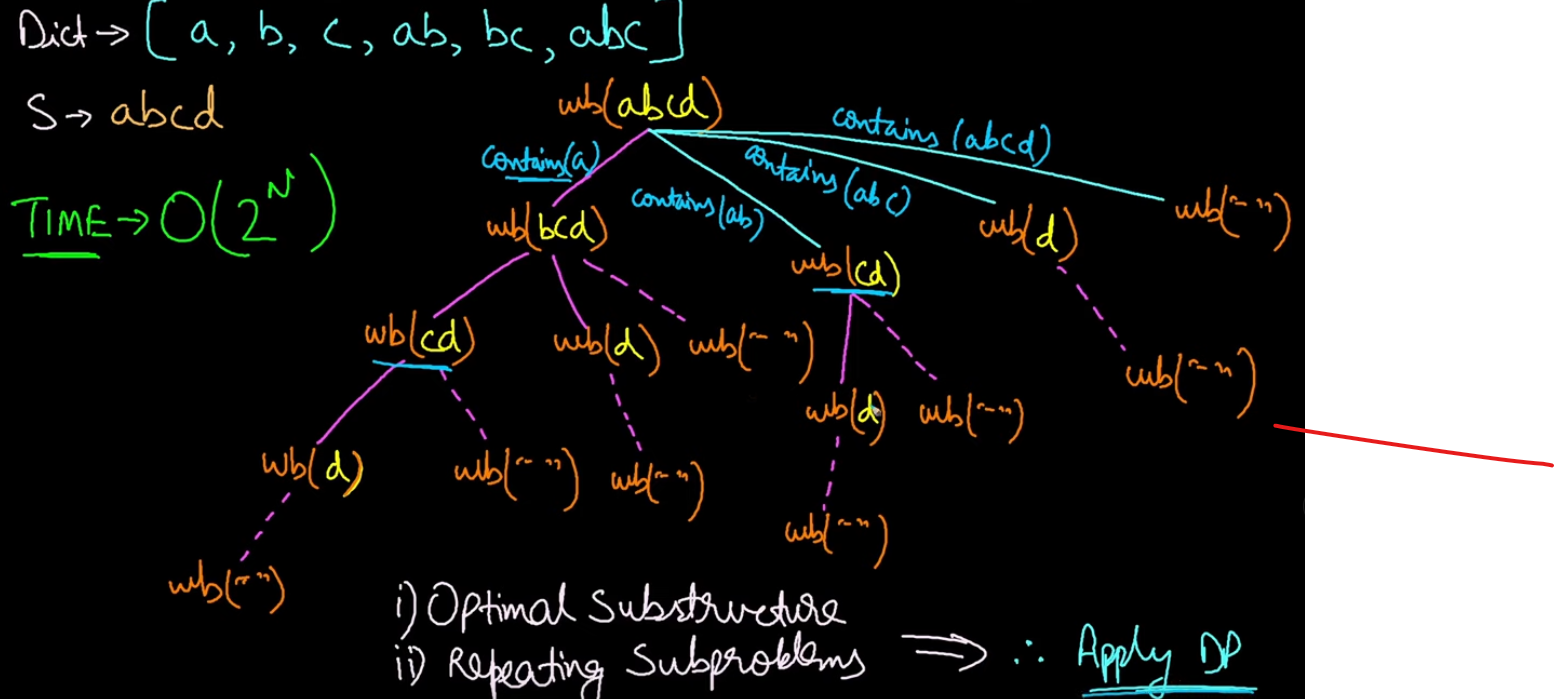 Dict → [ a, b, c, ab, bc, abc ]
S → abcd
TIME → O(2^N)
wb(abcd)
contains(a)
contains(ab)
contains(abc)
contains(abcd)
wb(bcd)
wb(cd)
wb(d)
wb(" ")
wb(cd)
wb(d)
wb(" ")
wb(d)
wb(" ")
wb(" ")
wb(d)
wb(" ")
wb(" ")
wb(d)
wb(" ")
wb(" ")
wb(" ")
i) Optimal Substructure
ii) Repeating Subproblems ⟹ ∴ Apply DP